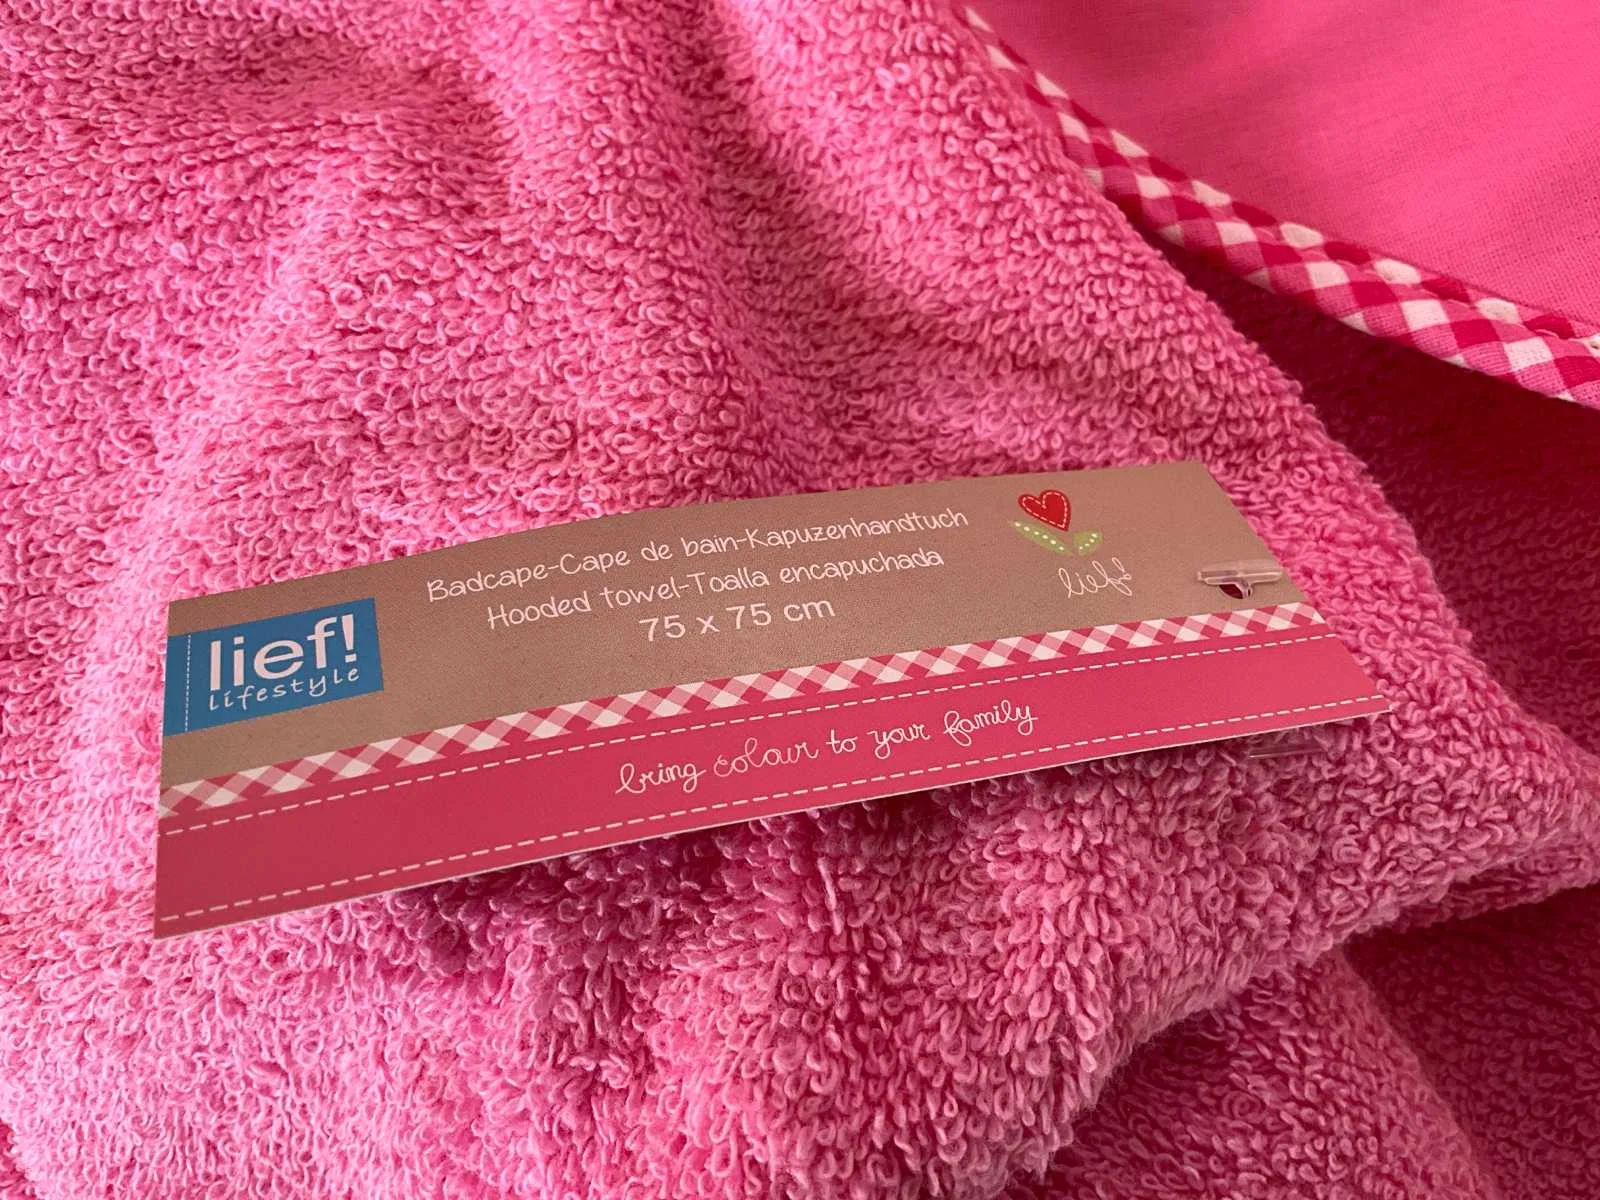 Badcape-Cape de bain-Kapuzenhandtuch
Hooded towel-Toalla encapuchada
75 x 75 cm
lief!
lifestyle
lief!
bring colour to your family